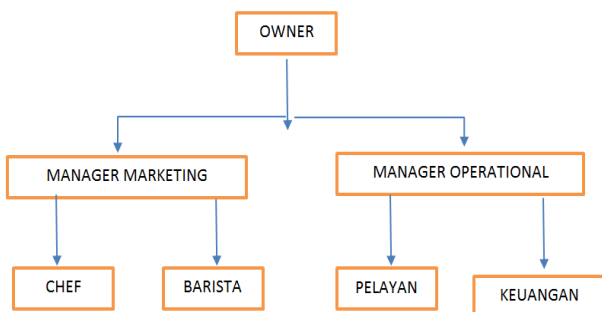 OWNER
MANAGER MARKETING
MANAGER OPERATIONAL
CHEF
BARISTA
PELAYAN
KEUANGAN